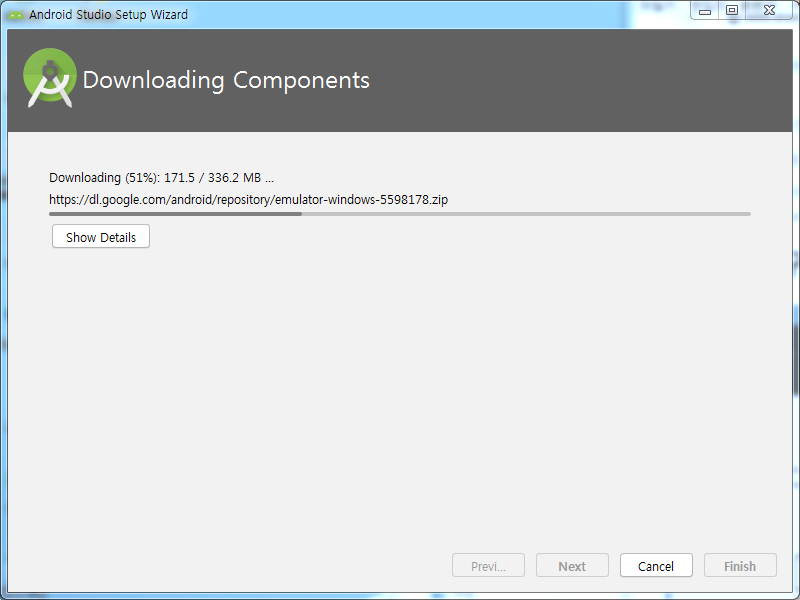 Android Studio Setup Wizard
Downloading Components
Downloading (51%): 171.5 / 336.2 MB ...
https://dl.google.com/android/repository/emulator-windows-5598178.zip
Show Details
Previ... Next Cancel Finish